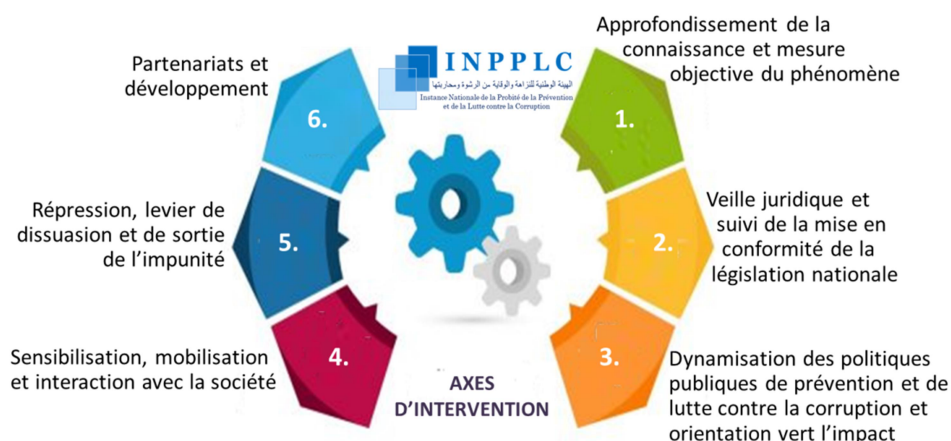 INPPLC
الهيئة الوطنية للنزاهة والوقاية من الرشوة ومحاربتها
Instance Nationale de la Probité de la Prévention
et de la Lutte contre la Corruption
1.
Approfondissement de la
connaissance et mesure
objective du phénomène
2.
Veille juridique et
suivi de la mise en
conformité de la
législation nationale
3.
Dynamisation des politiques
publiques de prévention et de
lutte contre la corruption et
orientation vert l’impact
4.
Sensibilisation, mobilisation
et interaction avec la société
5.
Répression, levier de
dissuasion et de sortie
de l’impunité
6.
Partenariats et
développement
AXES
D’INTERVENTION